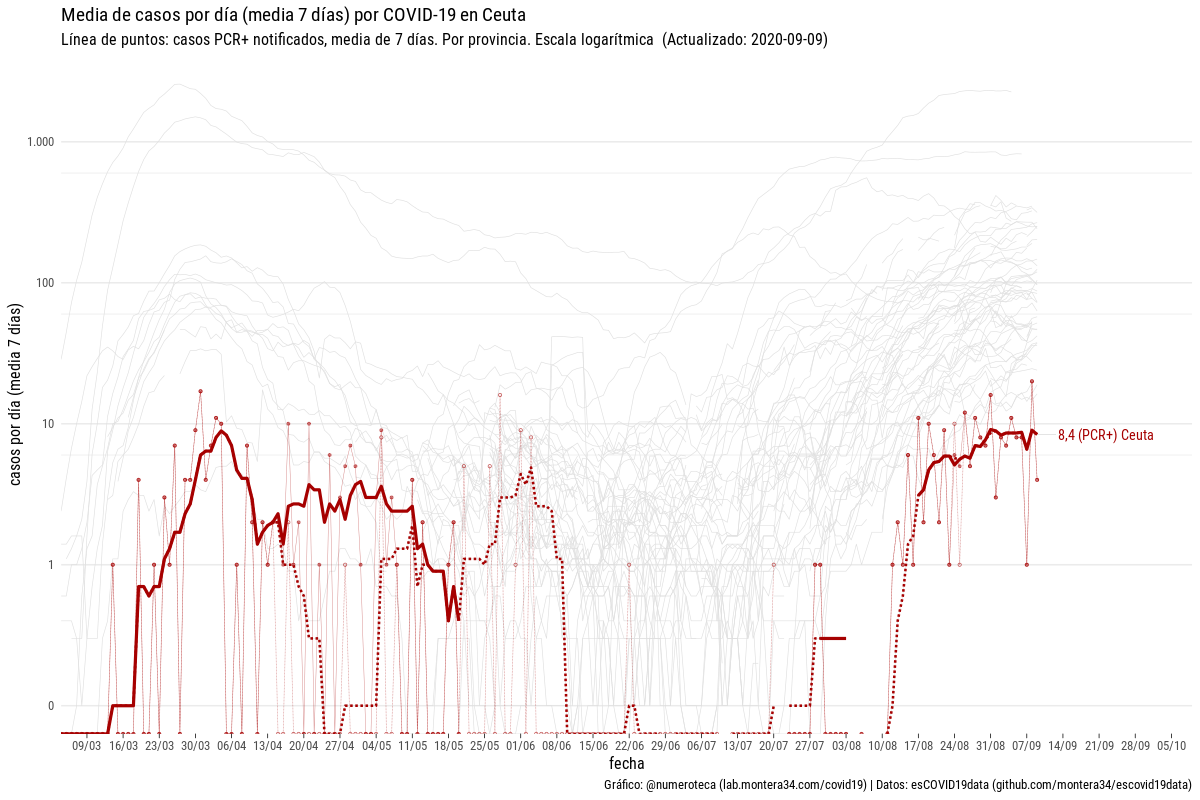 Media de casos por día (media 7 días) por COVID-19 en Ceuta
Línea de puntos: casos PCR+ notificados, media de 7 días. Por provincia. Escala logarítmica  (Actualizado: 2020-09-09)
casos por día (media 7 días)
1.000
100
10
1
0
8,4 (PCR+) Ceuta
09/03 16/03 23/03 30/03 06/04 13/04 20/04 27/04 04/05 11/05 18/05 25/05 01/06 08/06 15/06 22/06 29/06 06/07 13/07 20/07 27/07 03/08 10/08 17/08 24/08 31/08 07/09 14/09 21/09 28/09 05/10
fecha
Gráfico: @numeroteca (lab.montera34.com/covid19) | Datos: esCOVID19data (github.com/montera34/escovid19data)